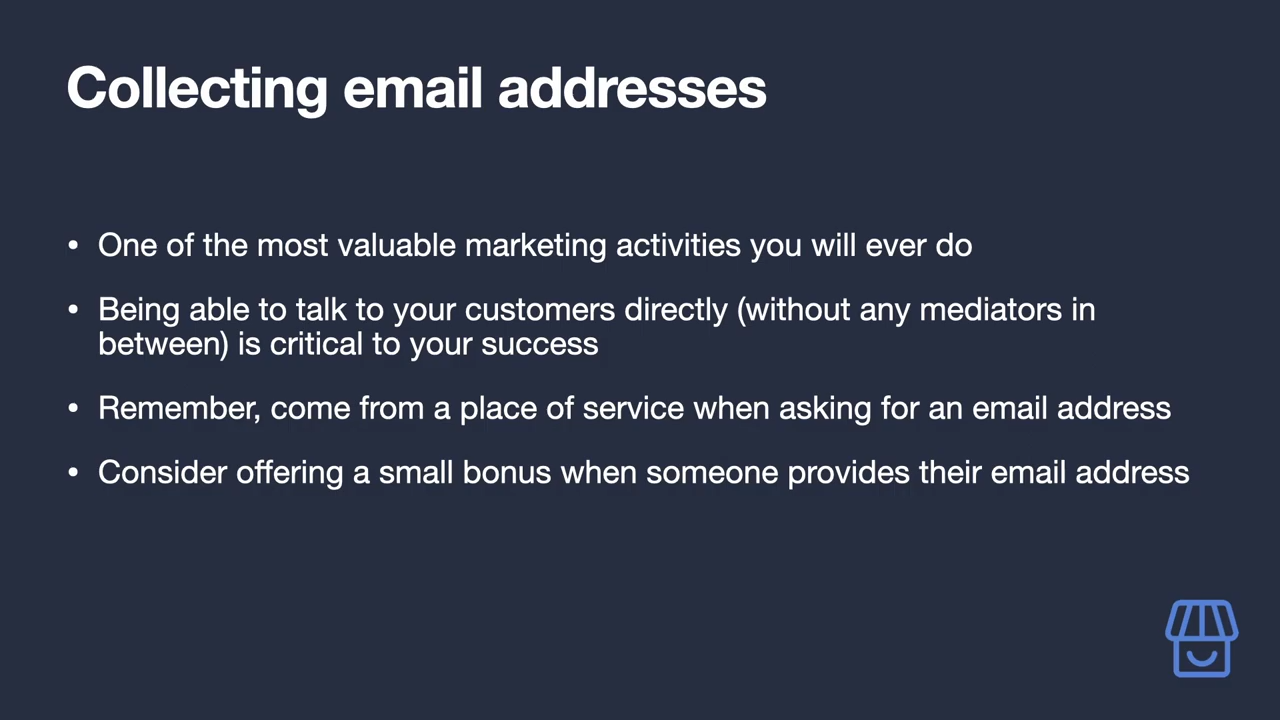 Collecting email addresses
• One of the most valuable marketing activities you will ever do
• Being able to talk to your customers directly (without any mediators in
between) is critical to your success
• Remember, come from a place of service when asking for an email address
• Consider offering a small bonus when someone provides their email address